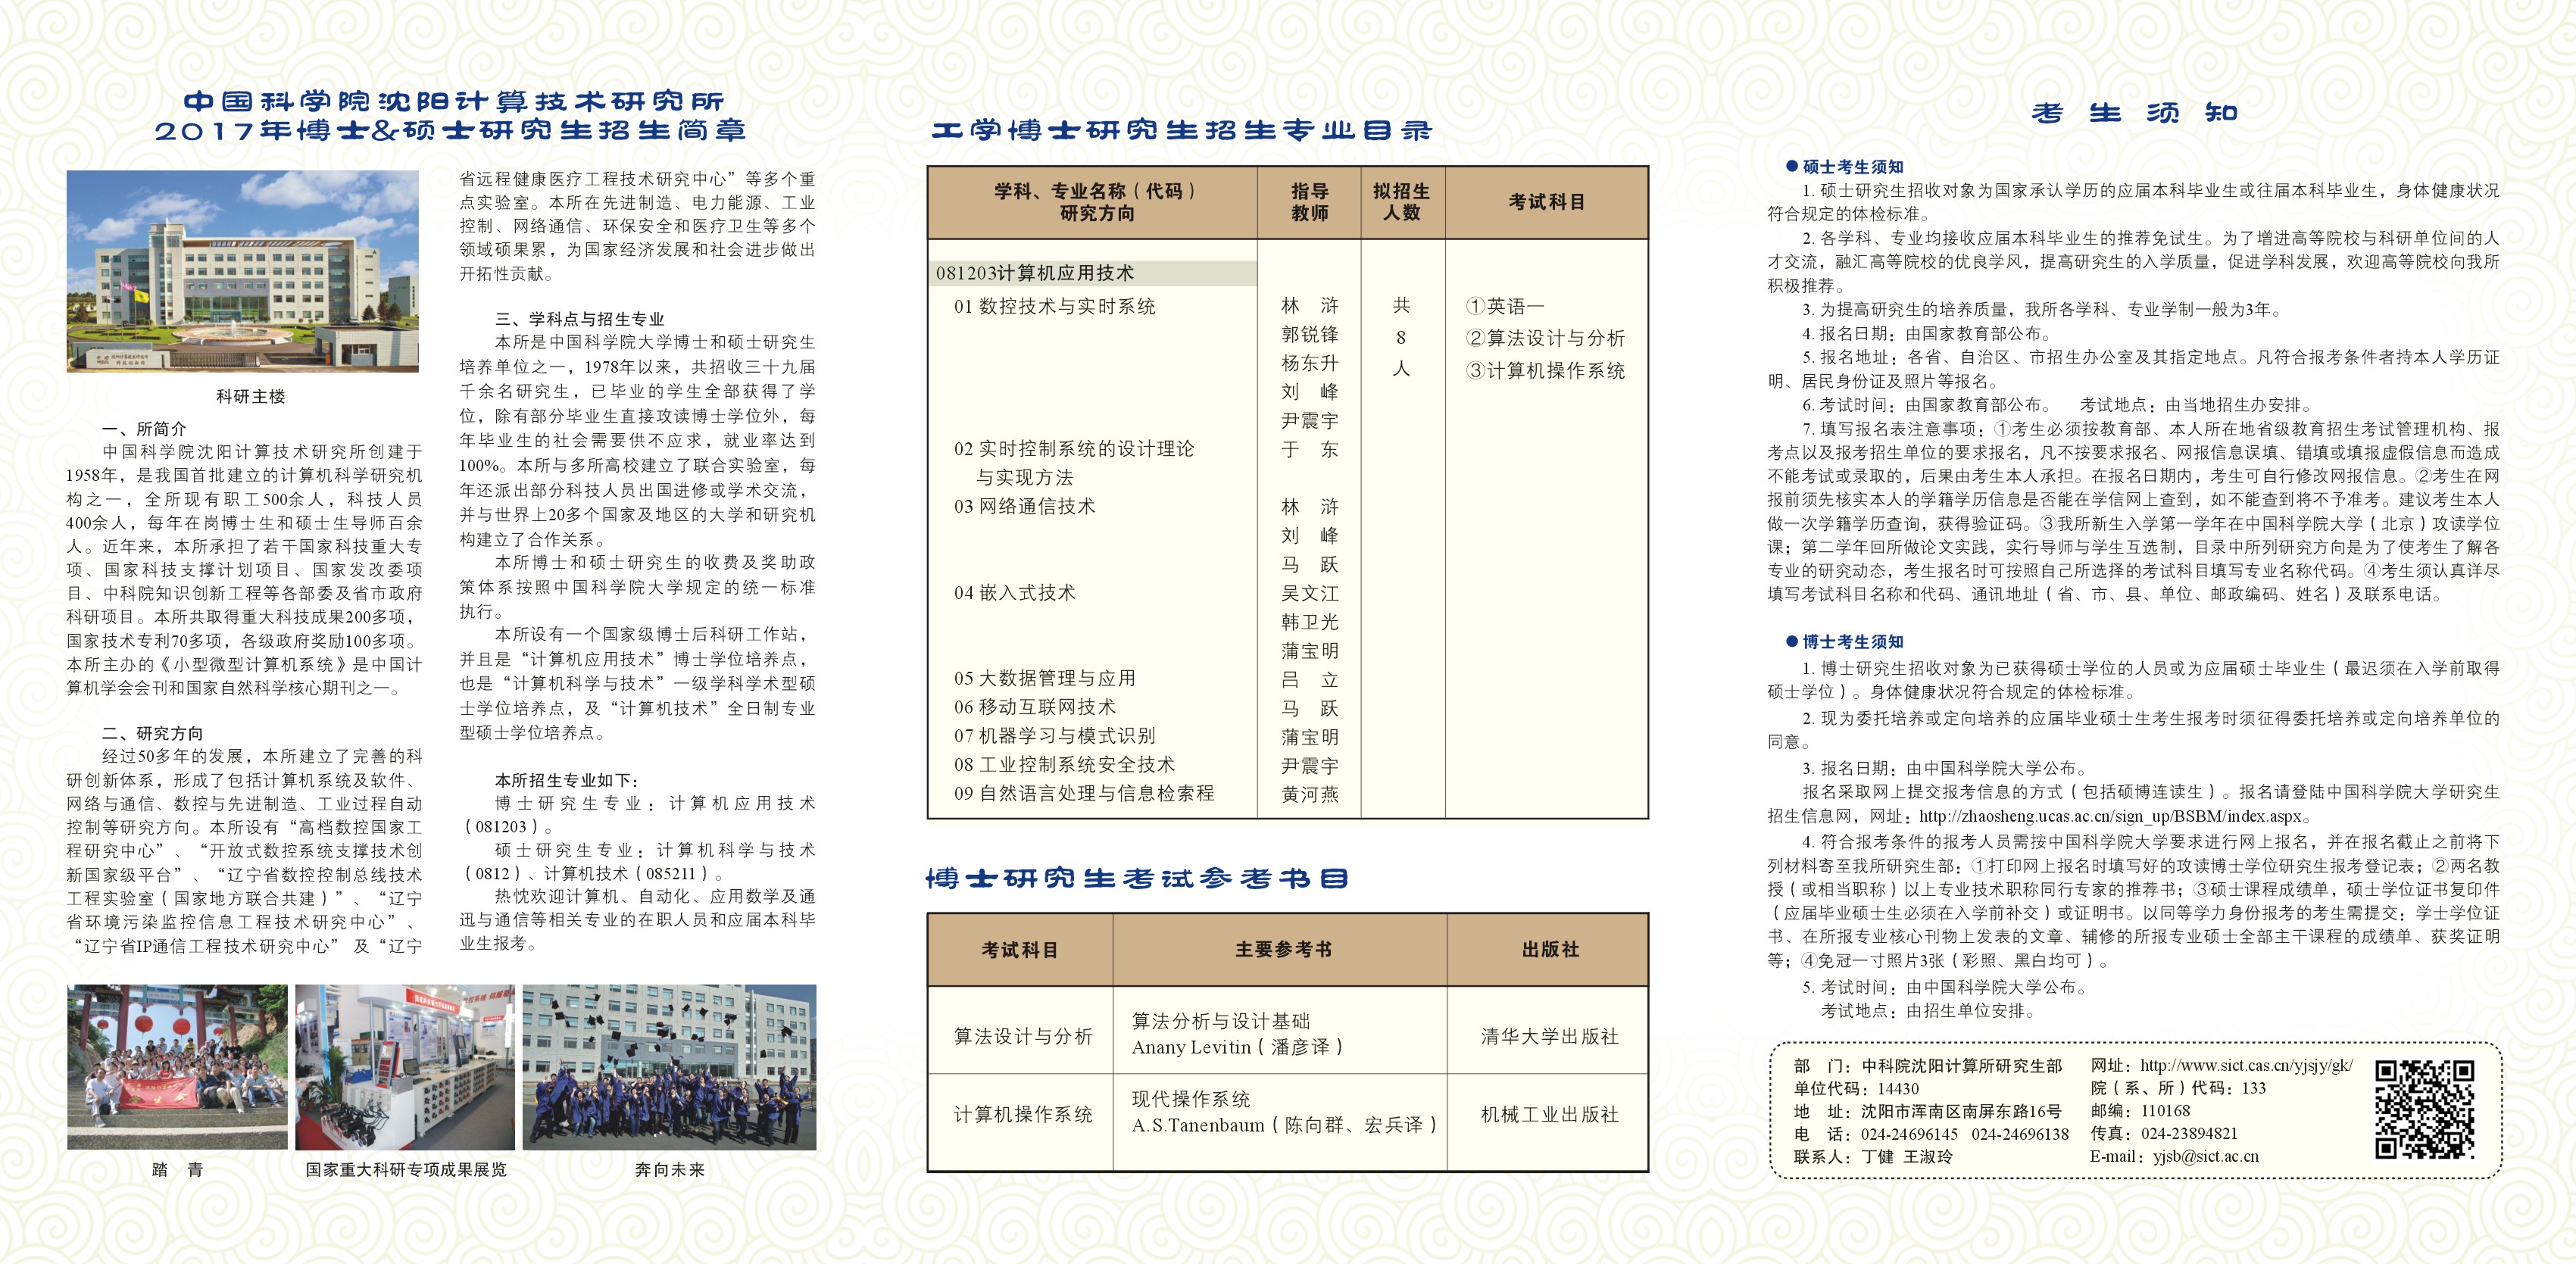 中国科学院沈阳计算技术研究所
2017年博士&硕士研究生招生简章
科研主楼
一、所简介
中国科学院沈阳计算技术研究所创建于
1958年，是我国首批建立的计算机科学研究机
构之一，全所现有职工500余人，科技人员
400余人，每年在岗博士生和硕士生导师百余
人。近年来，本所承担了若干国家科技重大专
项、国家科技支撑计划项目、国家发改委项
目、中科院知识创新工程等各部委及省市政府
科研项目。本所共取得重大科技成果200多项，
国家技术专利70多项，各级政府奖励100多项。
本所主办的《小型微型计算机系统》是中国计
算机学会会刊和国家自然科学核心期刊之一。
二、研究方向
经过50多年的发展，本所建立了完善的科
研创新体系，形成了包括计算机系统及软件、
网络与通信、数控与先进制造、工业过程自动
控制等研究方向。本所设有“高档数控国家工
程研究中心”、“开放式数控系统支撑技术创
新国家级平台”、“辽宁省数控控制总线技术
工程实验室（国家地方联合共建）”、“辽宁
省环境污染监控信息工程技术研究中心”、
“辽宁省IP通信工程技术研究中心” 及“辽宁
省远程健康医疗工程技术研究中心”等多个重
点实验室。本所在先进制造、电力能源、工业
控制、网络通信、环保安全和医疗卫生等多个
领域硕果累，为国家经济发展和社会进步做出
开拓性贡献。
三、学科点与招生专业
本所是中国科学院大学博士和硕士研究生
培养单位之一，1978年以来，共招收三十九届
千余名研究生，已毕业的学生全部获得了学
位，除有部分毕业生直接攻读博士学位外，每
年毕业生的社会需要供不应求，就业率达到
100%。本所与多所高校建立了联合实验室，每
年还派出部分科技人员出国进修或学术交流，
并与世界上20多个国家及地区的大学和研究机
构建立了合作关系。
本所博士和硕士研究生的收费及奖助政
策体系按照中国科学院大学规定的统一标准
执行。
本所设有一个国家级博士后科研工作站，
并且是“计算机应用技术”博士学位培养点，
也是“计算机科学与技术”一级学科学术型硕
士学位培养点，及“计算机技术”全日制专业
型硕士学位培养点。
本所招生专业如下：
博士研究生专业：计算机应用技术
（081203）。
硕士研究生专业：计算机科学与技术
（0812）、计算机技术（085211）。
热忱欢迎计算机、自动化、应用数学及通
迅与通信等相关专业的在职人员和应届本科毕
业生报考。
踏 青
国家重大科研专项成果展览
奔向未来
工学博士研究生招生专业目录
学科、专业名称（代码）
研究方向
指导
教师
拟招生
人数
考试科目
081203计算机应用技术
01 数控技术与实时系统 林 浒 共 ①英语一
郭锐锋 8 ②算法设计与分析
杨东升 人 ③计算机操作系统
刘 峰
尹震宇
02 实时控制系统的设计理论 于 东
与实现方法
03 网络通信技术 林 浒
刘 峰
马 跃
04 嵌入式技术 吴文江
韩卫光
蒲宝明
05 大数据管理与应用 吕 立
06 移动互联网技术 马 跃
07 机器学习与模式识别 蒲宝明
08 工业控制系统安全技术 尹震宇
09 自然语言处理与信息检索程 黄河燕
博士研究生考试参考书目
考试科目 主要参考书 出版社
算法设计与分析
算法分析与设计基础
Anany Levitin（潘彦译）
清华大学出版社
计算机操作系统
现代操作系统
A.S.Tanenbaum（陈向群、宏兵译）
机械工业出版社
考 生 须 知
●硕士考生须知
1. 硕士研究生招收对象为国家承认学历的应届本科毕业生或往届本科毕业生，身体健康状况
符合规定的体检标准。
2. 各学科、专业均接收应届本科毕业生的推荐免试生。为了增进高等院校与科研单位间的人
才交流，融汇高等院校的优良学风，提高研究生的入学质量，促进学科发展，欢迎高等院校向我所
积极推荐。
3. 为提高研究生的培养质量，我所各学科、专业学制一般为3年。
4. 报名日期：由国家教育部公布。
5. 报名地址：各省、自治区、市招生办公室及其指定地点。凡符合报考条件者持本人学历证
明、居民身份证及照片等报名。
6. 考试时间：由国家教育部公布。 考试地点：由当地招生办安排。
7. 填写报名表注意事项：①考生必须按教育部、本人所在地省级教育招生考试管理机构、报
考点以及报考招生单位的要求报名，凡不按要求报名、网报信息误填、错填或填报虚假信息而造成
不能考试或录取的，后果由考生本人承担。在报名日期内，考生可自行修改网报信息。②考生在网
报前须先核实本人的学籍学历信息是否能在学信网上查到，如不能查到将不予准考。建议考生本人
做一次学籍学历查询，获得验证码。③我所新生入学第一学年在中国科学院大学（北京）攻读学位
课；第二学年回所做论文实践，实行导师与学生互选制，目录中所列研究方向是为了使考生了解各
专业的研究动态，考生报名时可按照自己所选择的考试科目填写专业名称代码。④考生须认真详尽
填写考试科目名称和代码、通讯地址（省、市、县、单位、邮政编码、姓名）及联系电话。
●博士考生须知
1. 博士研究生招收对象为已获得硕士学位的人员或为应届硕士毕业生（最迟须在入学前取得
硕士学位）。身体健康状况符合规定的体检标准。
2. 现为委托培养或定向培养的应届毕业硕士生考生报考时须征得委托培养或定向培养单位的
同意。
3. 报名日期：由中国科学院大学公布。
报名采取网上提交报考信息的方式（包括硕博连读生）。报名请登陆中国科学院大学研究生
招生信息网，网址：http://zhaosheng.ucas.ac.cn/sign_up/BSBM/index.aspx。
4. 符合报考条件的报考人员需按中国科学院大学要求进行网上报名，并在报名截止之前将下
列材料寄至我所研究生部：①打印网上报名时填写好的攻读博士学位研究生报考登记表；②两名教
授（或相当职称）以上专业技术职称同行专家的推荐书；③硕士课程成绩单，硕士学位证书复印件
（应届毕业硕士生必须在入学前补交）或证明书。以同等学力身份报考的考生需提交：学士学位证
书、在所报专业核心刊物上发表的文章、辅修的所报专业硕士全部主干课程的成绩单、获奖证明
等；④免冠一寸照片3张（彩照、黑白均可）。
5. 考试时间：由中国科学院大学公布。
考试地点：由招生单位安排。
部 门：中科院沈阳计算所研究生部
单位代码：14430
地 址：沈阳市浑南区南屏东路16号
电 话：024-24696145 024-24696138
联系人：丁健 王淑玲
网址：http://www.sict.cas.cn/yjsjy/gk/
院（系、所）代码：133
邮编：110168
传真：024-23894821
E-mail：yjsb@sict.ac.cn